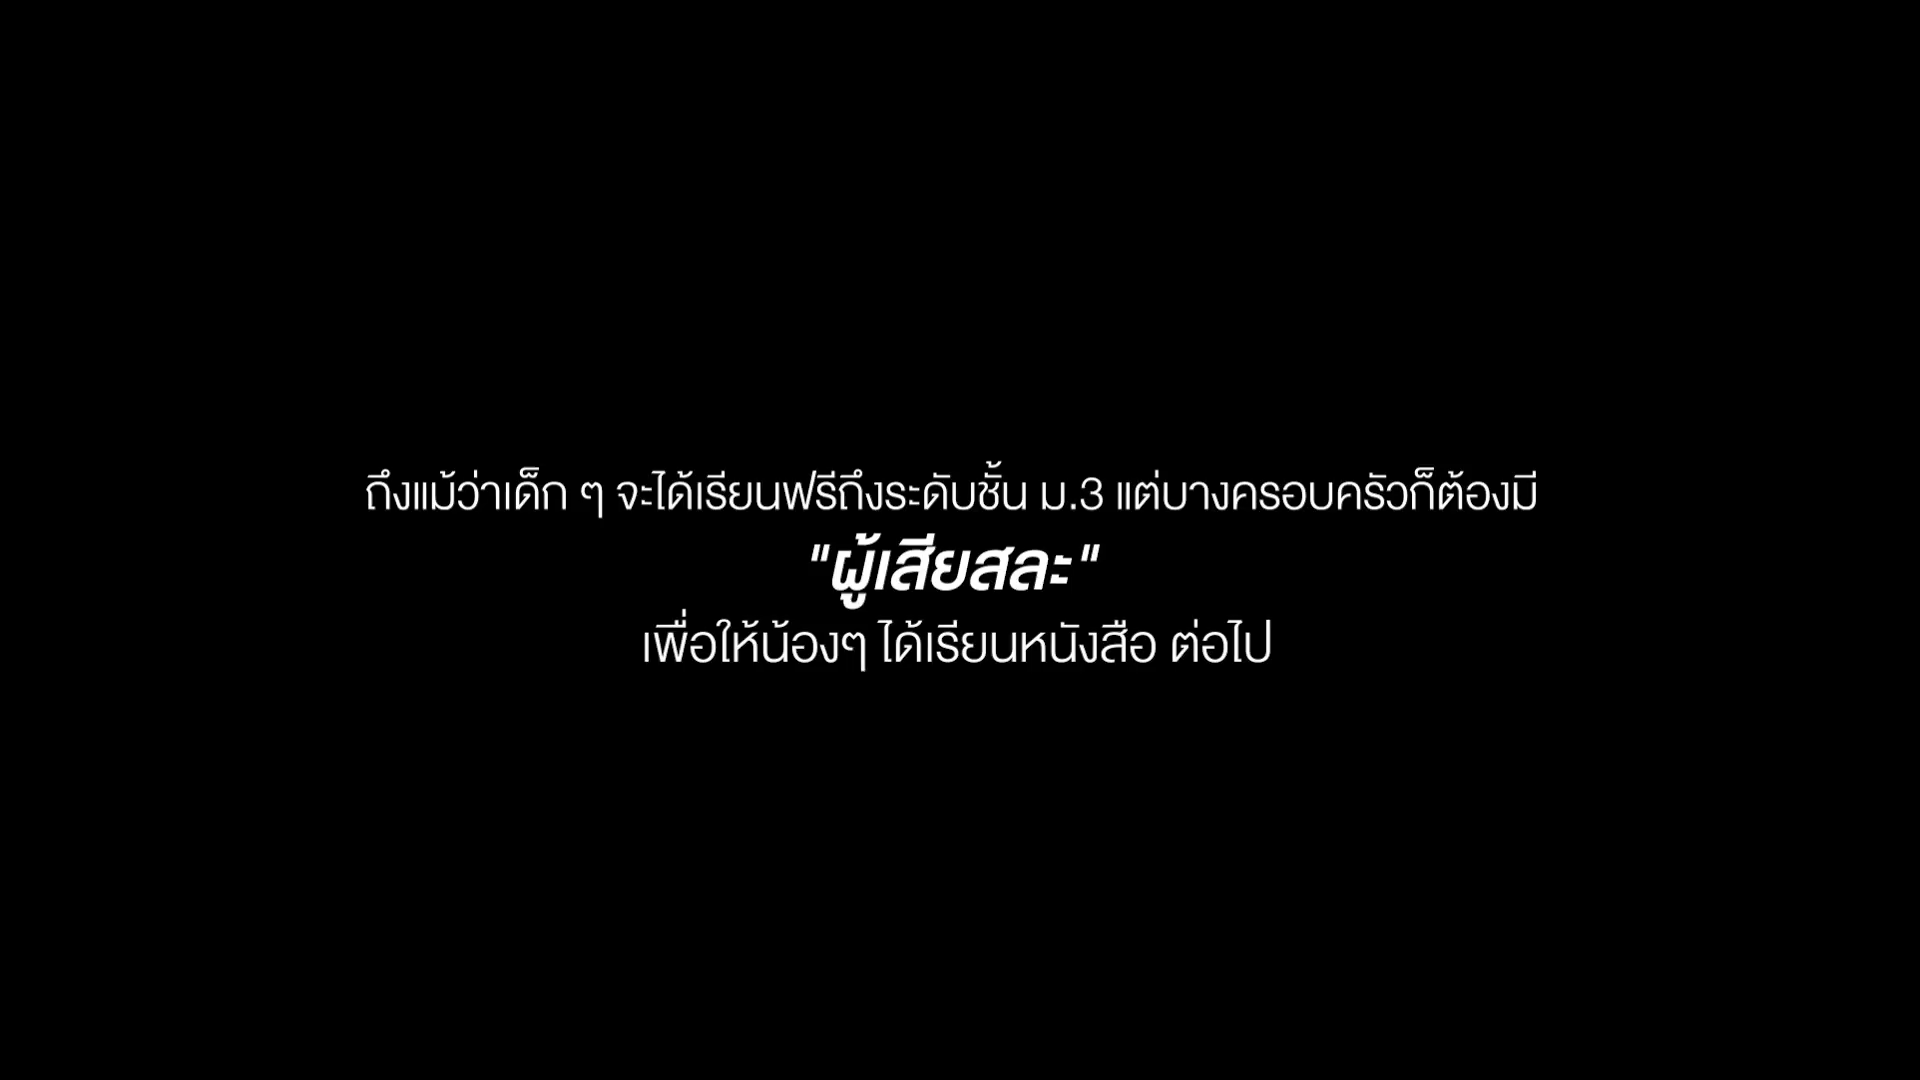 ถึงแม้ว่าเด็ก ๆ จะได้เรียนฟรีถึงระดับชั้น ม.3 แต่บางครอบครัวก็ต้องมี
"ผู้เสียสละ"
เพื่อให้น้องๆ ได้เรียนหนังสือ ต่อไป